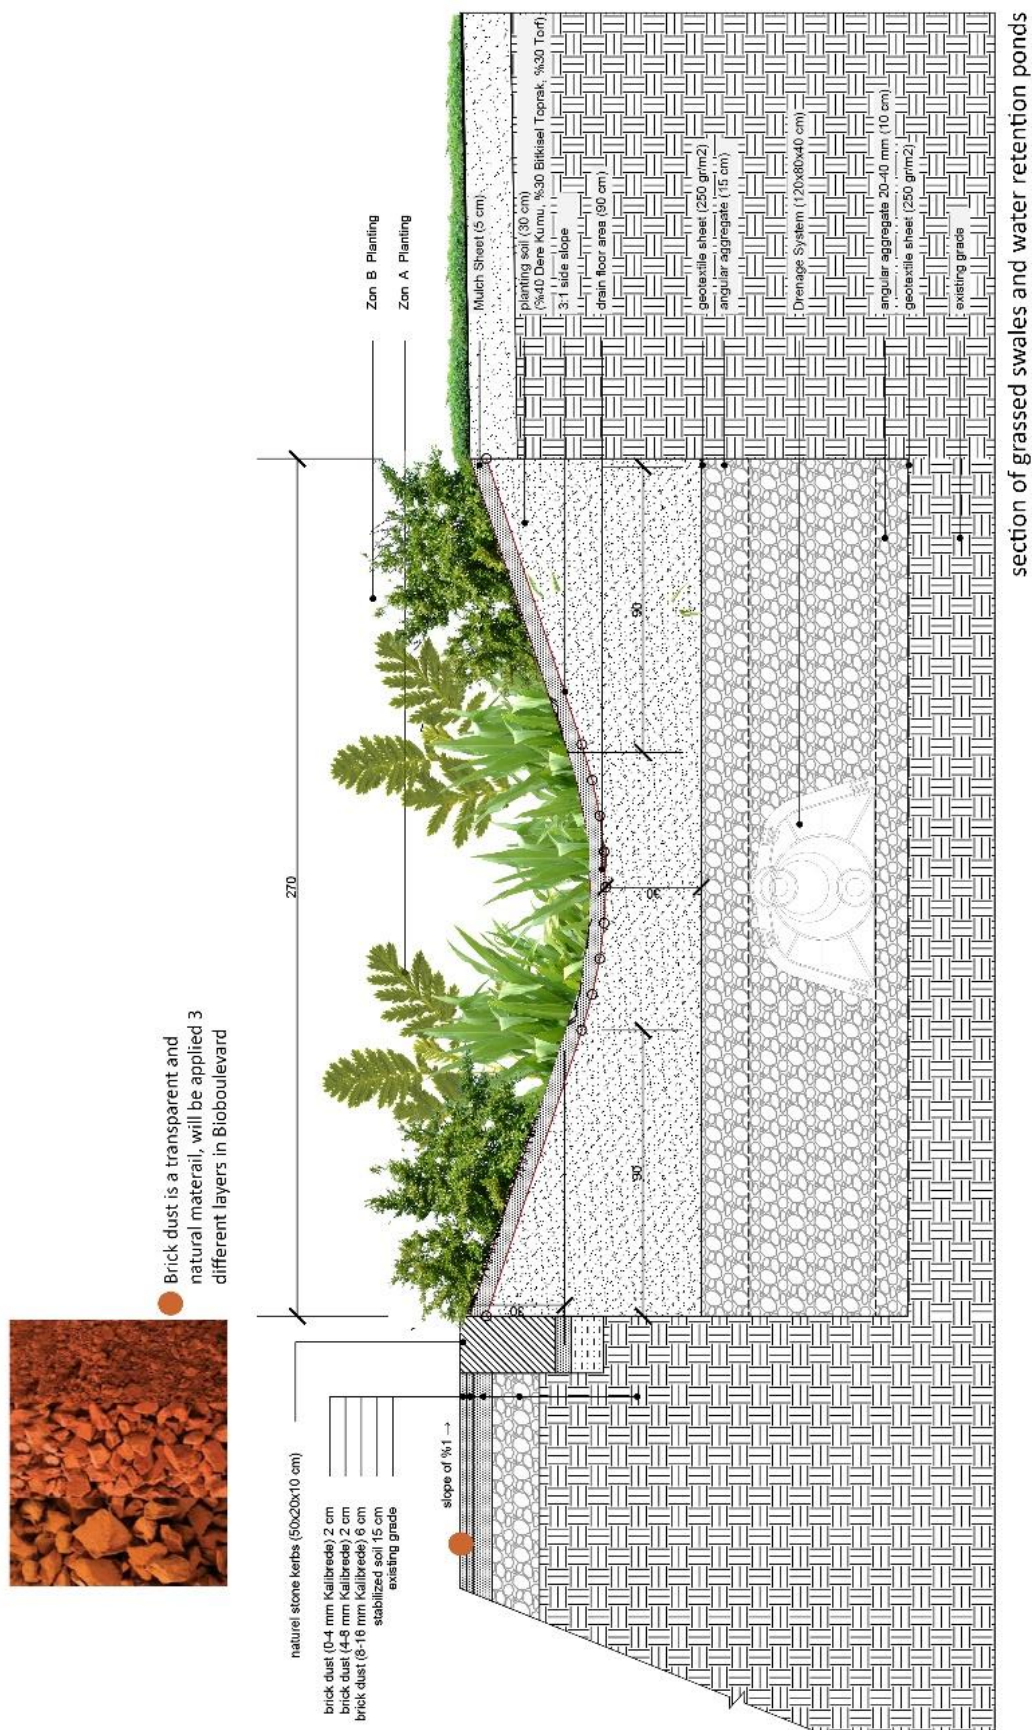 Brick dust is a transparent and
natural materail, will be applied 3
different layers in Bioboulevard
naturel stone kerbs (50x20x10 cm)
brick dust (0-4 mm Kalibrede) 2 cm
brick dust (4-8 mm Kalibrede) 2 cm
brick dust (8-16 mm Kalibrede) 6 cm
stabilized soil 15 cm
existing grade
slope of %1 →
270
Zon B Planting
Zon A Planting
Mulch Sheet (5 cm)
planting soil (30 cm)
(%40 Dere Kumu, %30 Bitkisel Toprak, %30 Torf)
3:1 side slope
drain floor area (90 cm)
geotextile sheet (250 gr/m2)
angular aggregate (15 cm)
Drenage System (120x80x40 cm)
angular aggregate 20-40 mm (10 cm)
geotextile sheet (250 gr/m2)
existing grade
30
90
30
90
section of grassed swales and water retention ponds